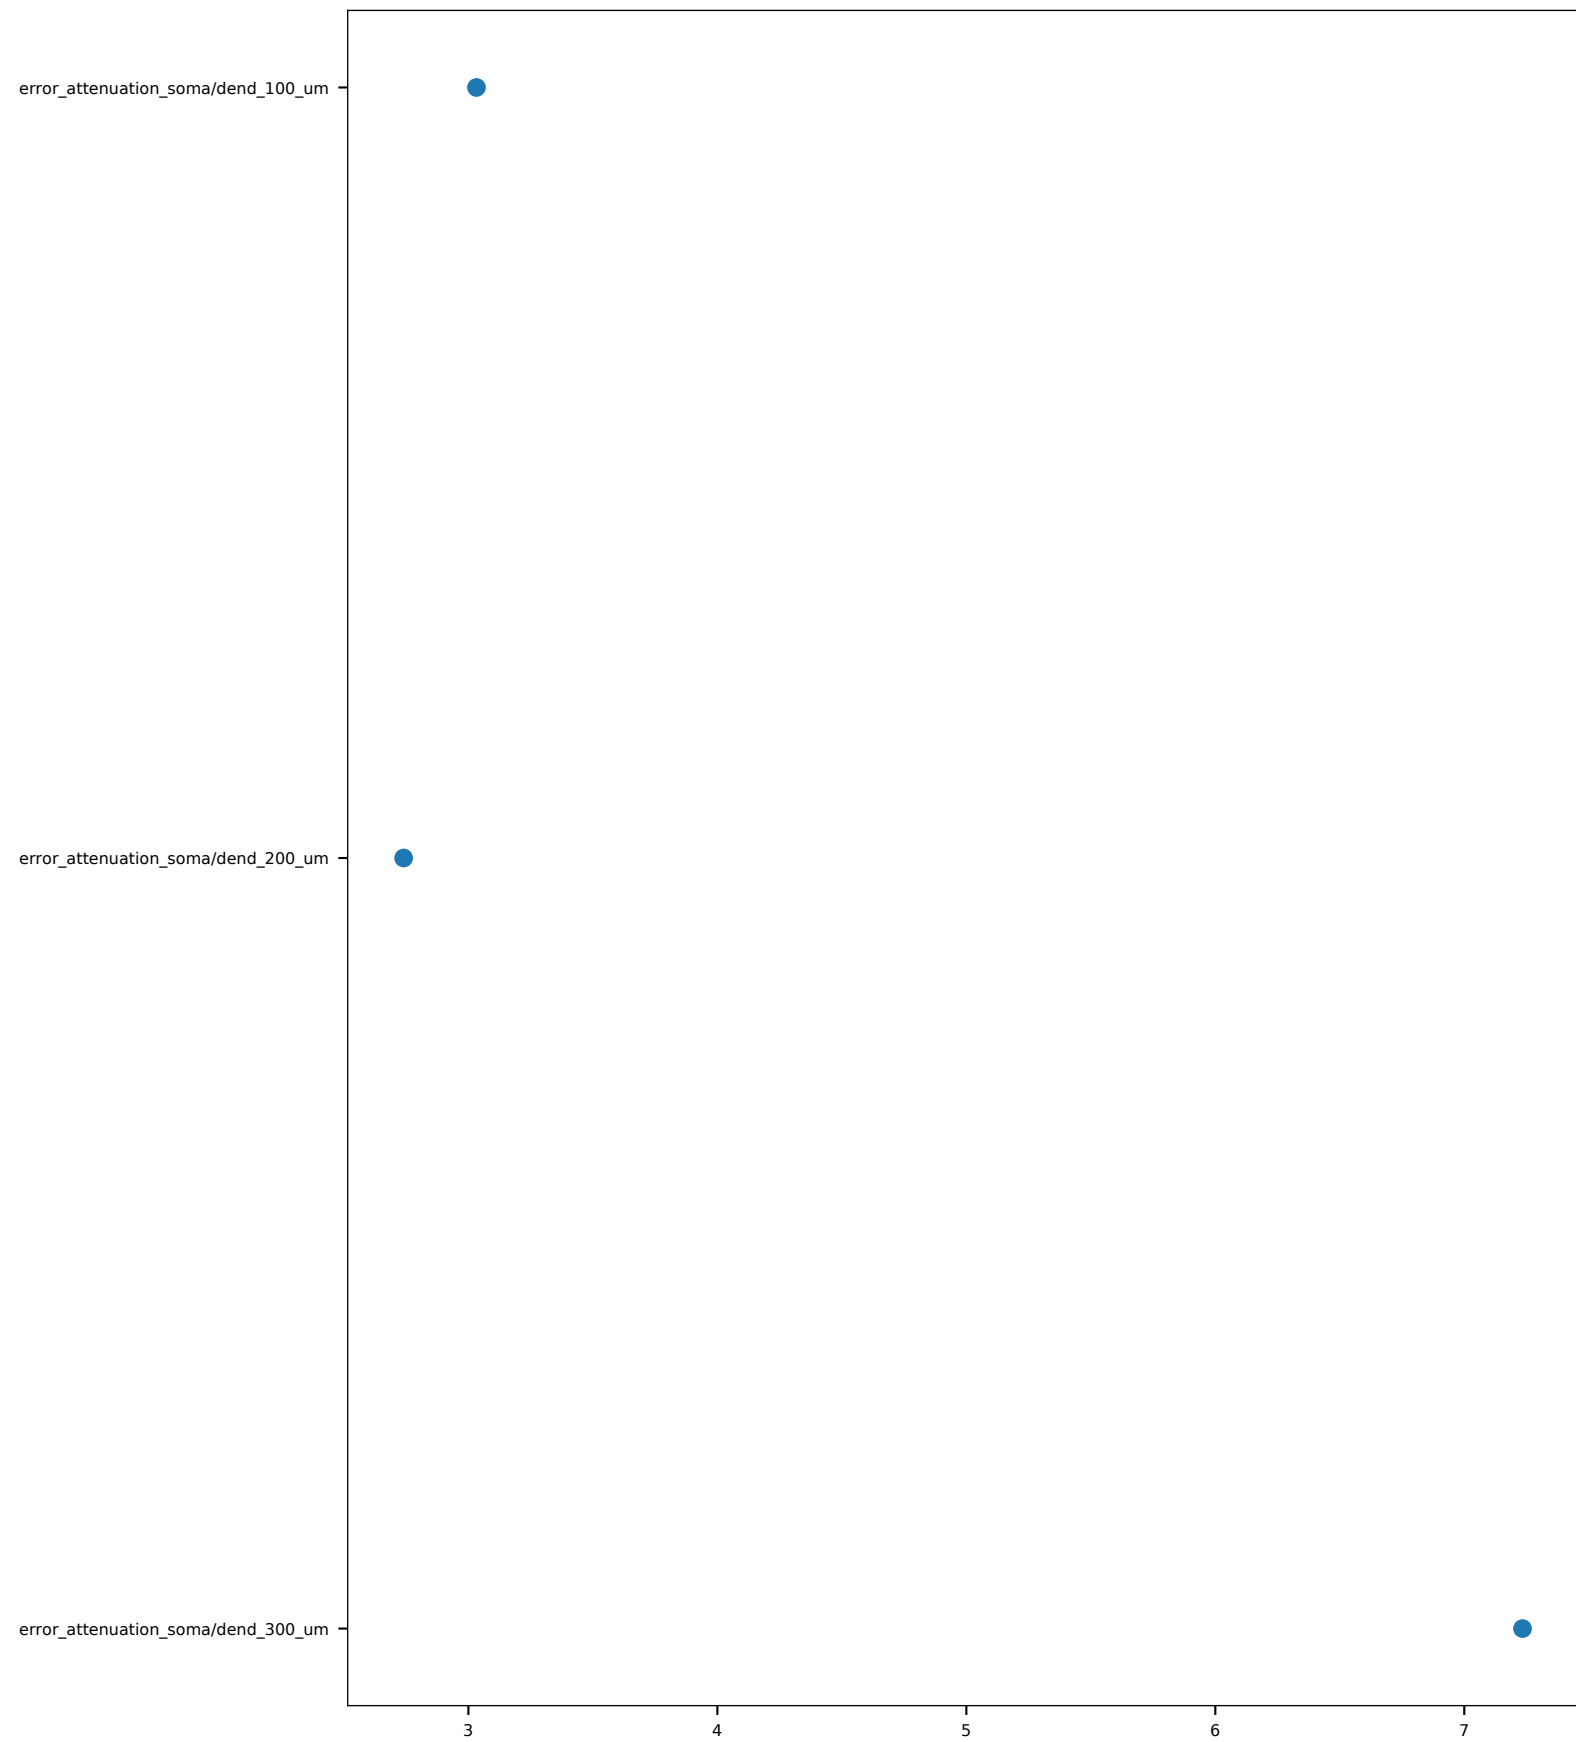 error_attenuation_soma/dend_100_um
error_attenuation_soma/dend_200_um
error_attenuation_soma/dend_300_um
3 4 5 6 7